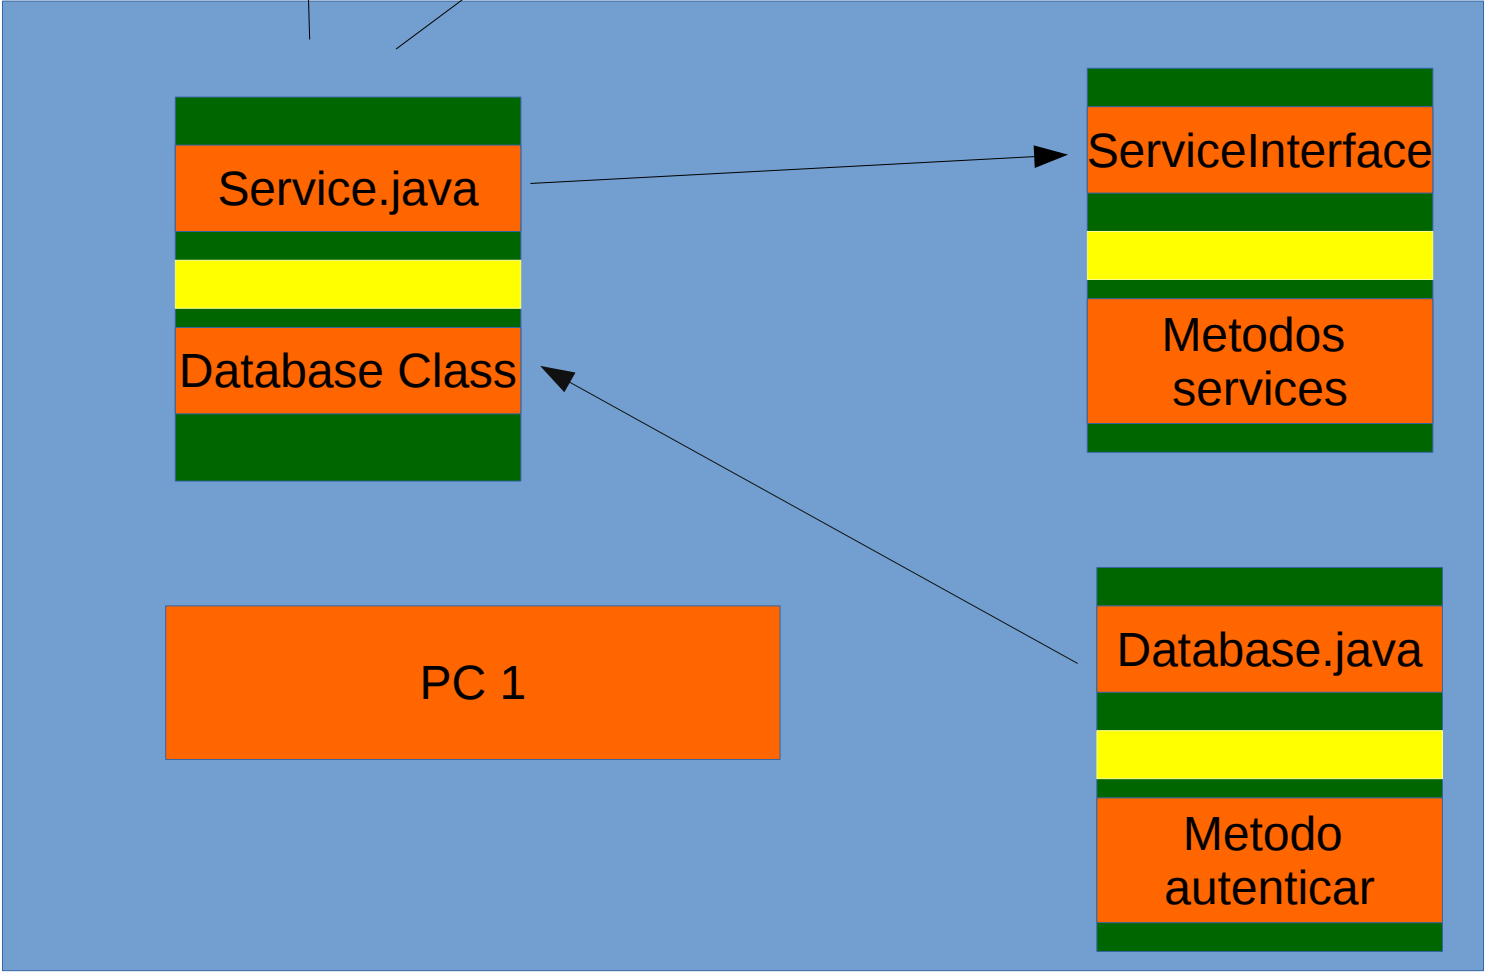 Service.java
Database Class
ServiceInterface
Metodos
services
PC 1
Database.java
Metodo
autenticar